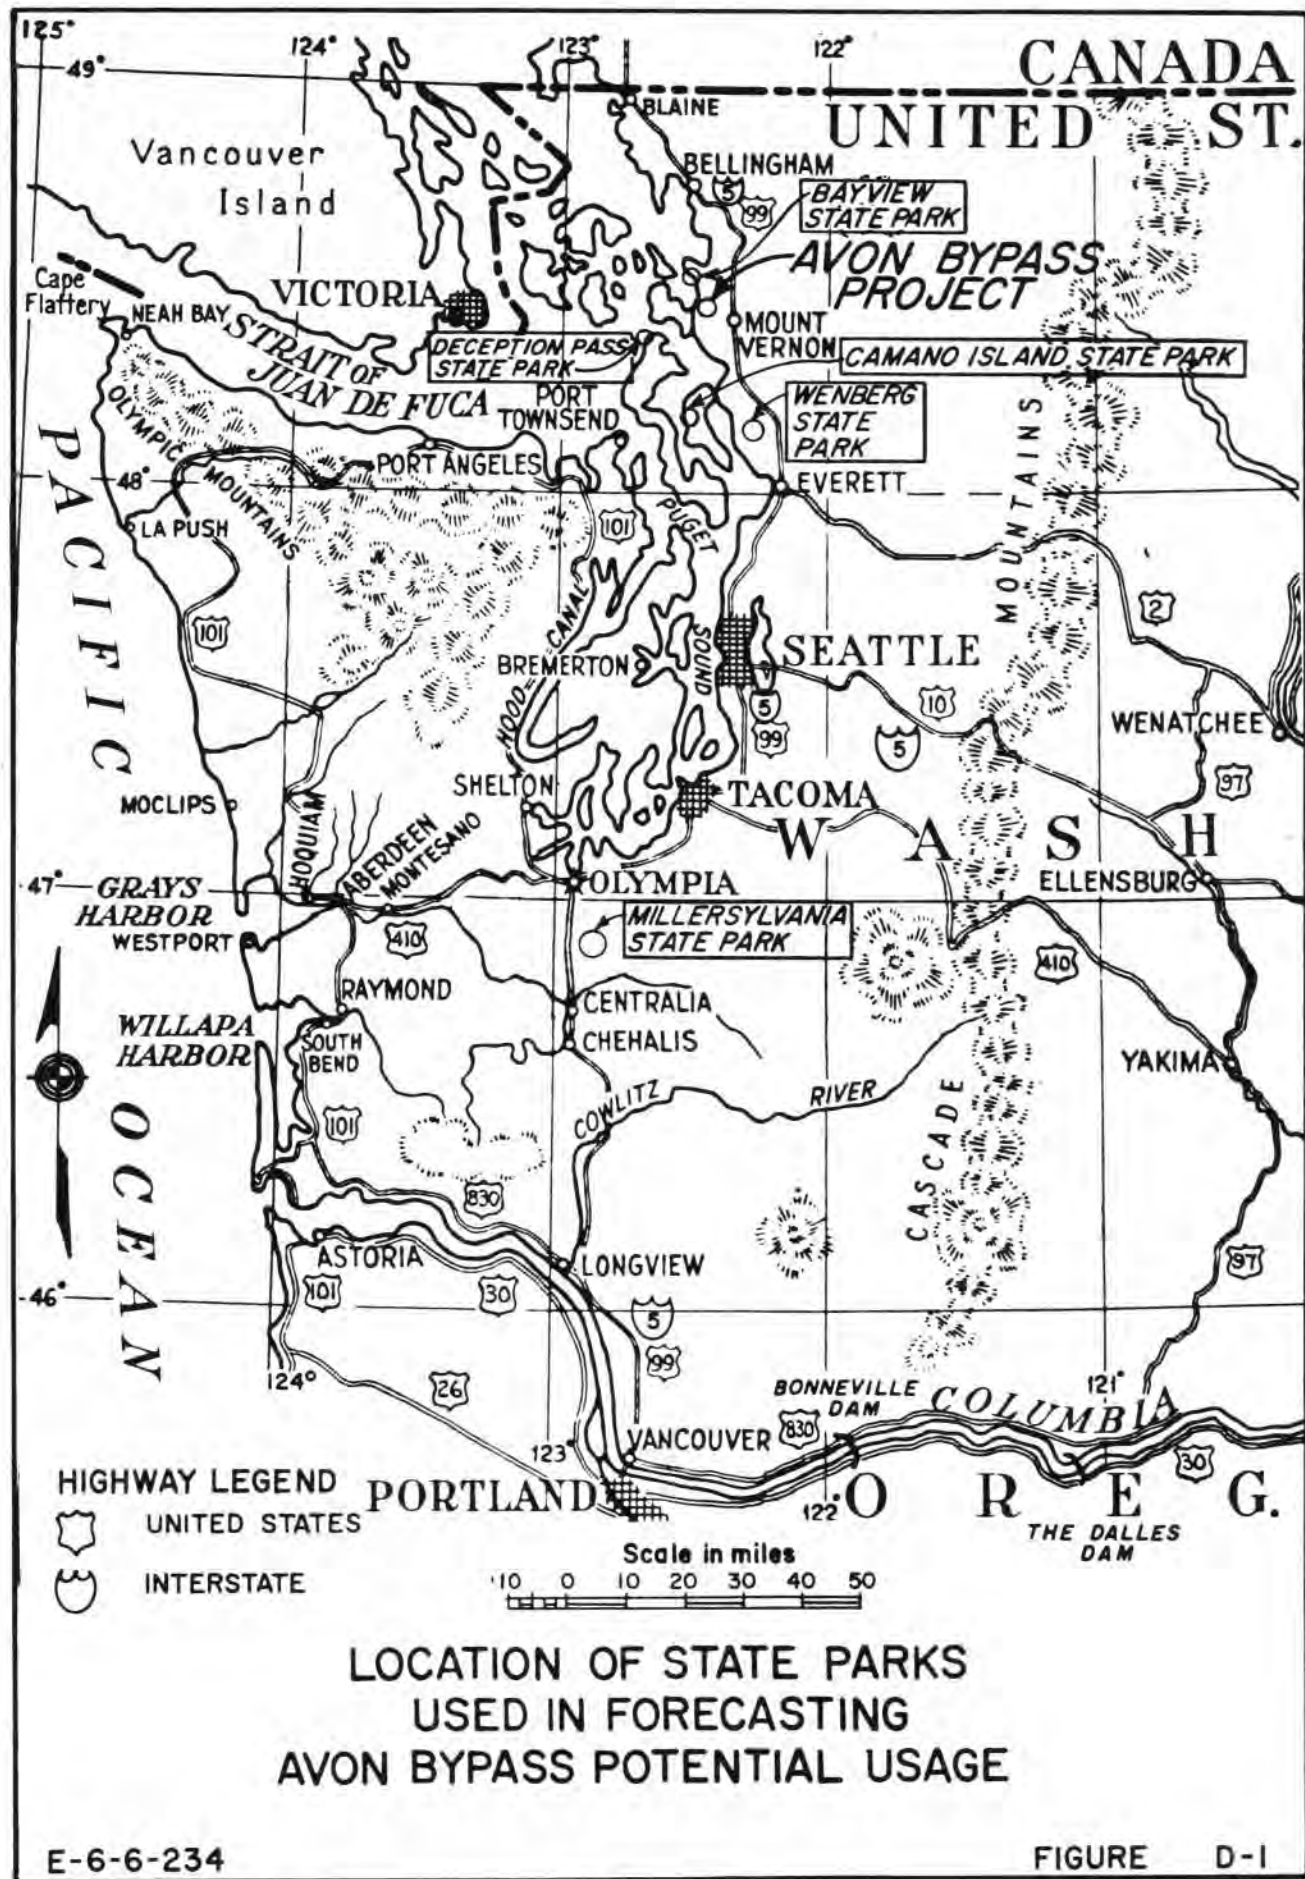 125°
124°
123°
122°
49°
CANADA
UNITED ST.
BLAINE
Vancouver
Island
BELLINGHAM
5
99
BAYVIEW
STATE PARK
AVON BYPASS
PROJECT
Cape
Flattery
NEAH BAY
VICTORIA
STRAIT OF
JUAN DE FUCA
MOUNT
VERNON
DECEPTION PASS
STATE PARK
CAMANO ISLAND STATE PARK
PORT
TOWNSEND
WENBERG
STATE
PARK
OLYMPIC MOUNTAINS
48°
PORT ANGELES
EVERETT
LA PUSH
101
PUGET
SOUND
MOUNTAINS
PACIFIC
101
HOOD CANAL
2
BREMERTON
SEATTLE
5
99
10
5
WENATCHEE
97
SHELTON
MOCLIPS
TACOMA
WASH
HOQUIAM
ABERDEEN
MONTESANO
47°
GRAYS
HARBOR
OLYMPIA
ELLENSBURG
WESTPORT
410
MILLERSYLVANIA
STATE PARK
410
RAYMOND
CENTRALIA
WILLAPA
HARBOR
SOUTH
BEND
CHEHALIS
YAKIMA
COWLITZ RIVER
OCEAN
101
CASCADE
830
ASTORIA
LONGVIEW
97
101
30
46°
5
99
124°
26
BONNEVILLE
DAM
COLUMBIA
121°
123°
VANCOUVER
830
30
HIGHWAY LEGEND
PORTLAND
122°
OREG.
UNITED STATES
THE DALLES
DAM
INTERSTATE
Scale in miles
10 0 10 20 30 40 50
LOCATION OF STATE PARKS
USED IN FORECASTING
AVON BYPASS POTENTIAL USAGE
E-6-6-234
FIGURE D-1